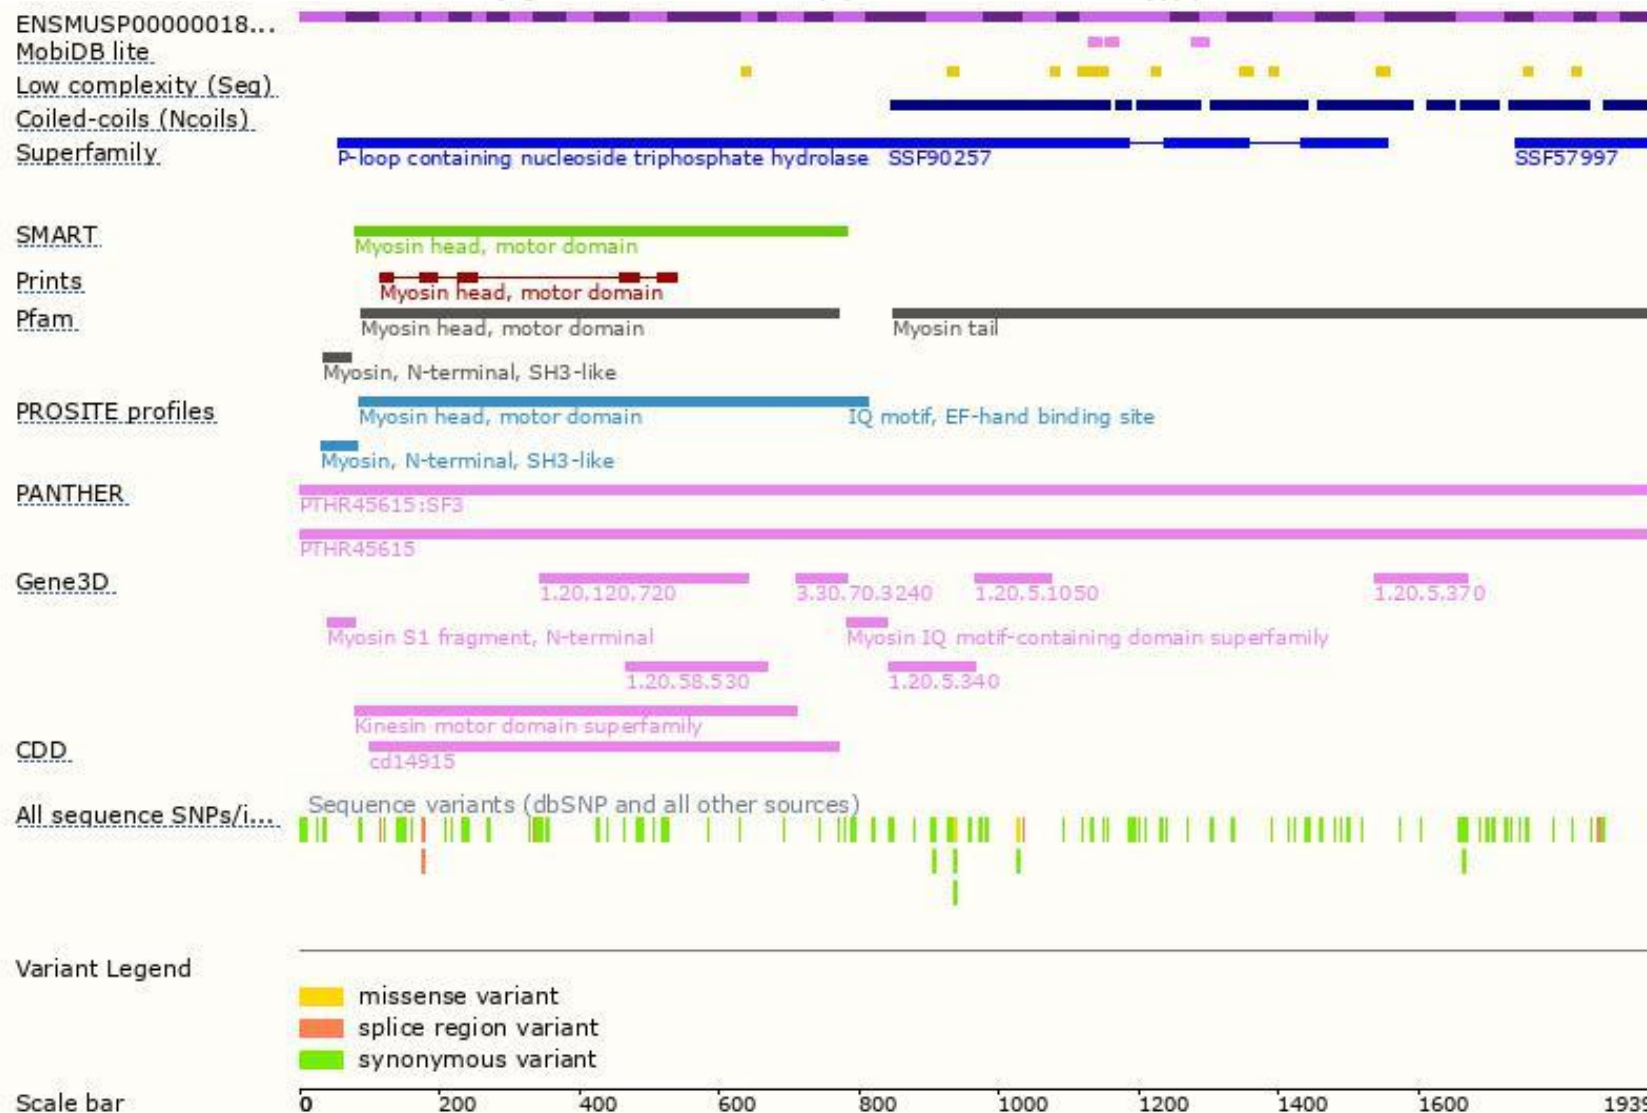 ENSMUSP00000018...
MobiDB lite
Low complexity (Seg)
Coiled-coils (Ncoils)
Superfamily
P-loop containing nucleoside triphosphate hydrolase SSF90257 SSF57997
SMART
Myosin head, motor domain
Prints
Myosin head, motor domain
Pfam
Myosin head, motor domain Myosin tail
Myosin, N-terminal, SH3-like
PROSITE profiles
Myosin head, motor domain IQ motif, EF-hand binding site
Myosin, N-terminal, SH3-like
PANTHER
PTHR45615:SF3
PTHR45615
Gene3D
1.20.120.720 3.30.70.3240 1.20.5.1050 1.20.5.370
Myosin S1 fragment, N-terminal Myosin IQ motif-containing domain superfamily
1.20.58.530 1.20.5.340
Kinesin motor domain superfamily
CDD
cd14915
All sequence SNPs/i...
Sequence variants (dbSNP and all other sources)
Variant Legend
missense variant
splice region variant
synonymous variant
Scale bar 0 200 400 600 800 1000 1200 1400 1600 1939